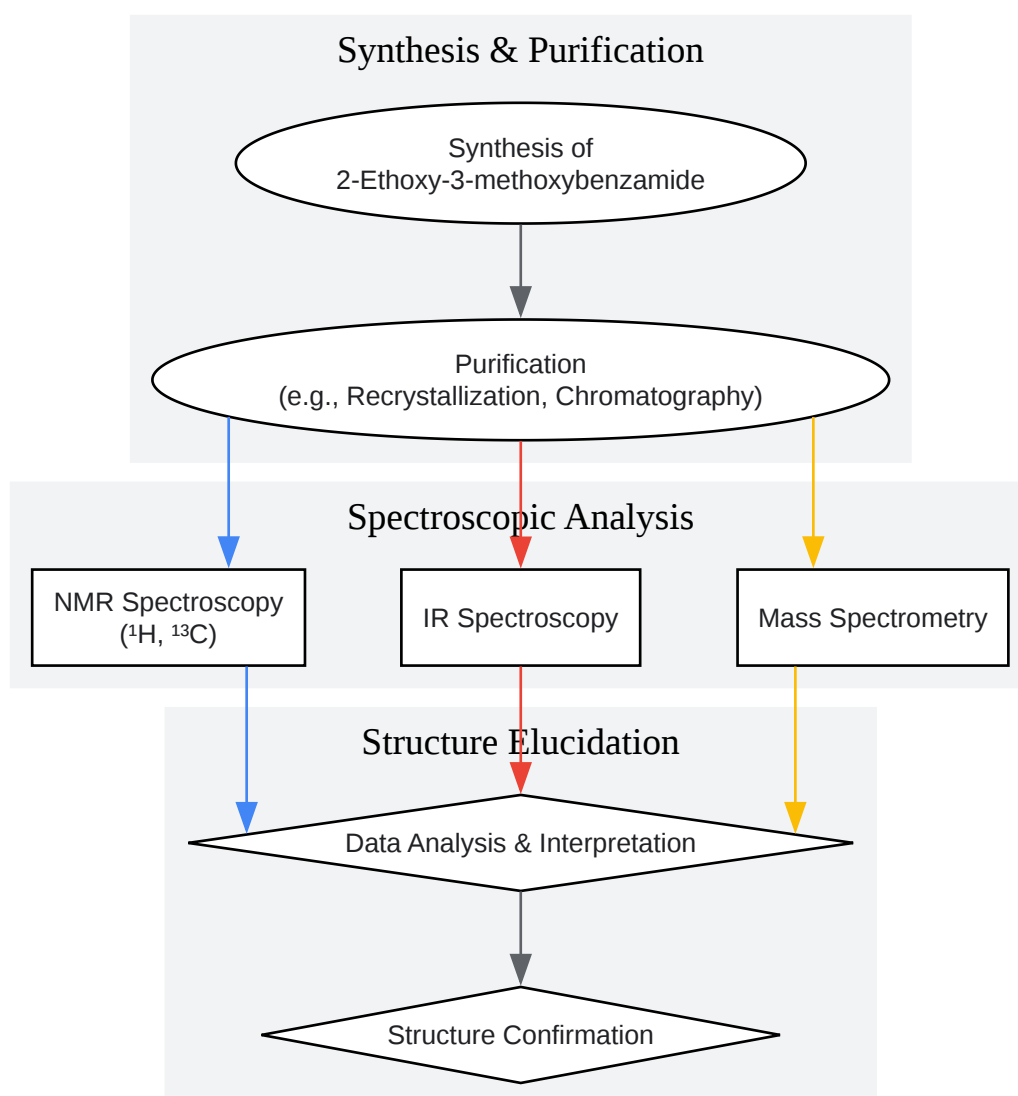 Synthesis & Purification
Synthesis of
2-Ethoxy-3-methoxybenzamide
Purification
(e.g., Recrystallization, Chromatography)
Spectroscopic Analysis
NMR Spectroscopy
(¹H, ¹³C)
IR Spectroscopy
Mass Spectrometry
Structure Elucidation
Data Analysis & Interpretation
Structure Confirmation